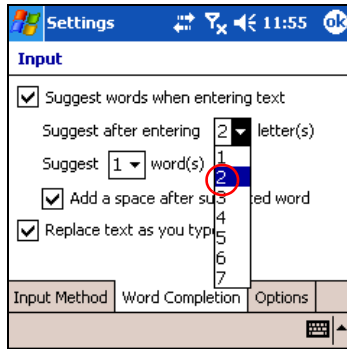 Settings 11:55 ok
Input
Suggest words when entering text
Suggest after entering 2 letter(s)
1
Suggest 1 word(s)
2
Add a space after su 3 ted word
4
Replace text as you typ 5
6
7
Input Method Word Completion Options